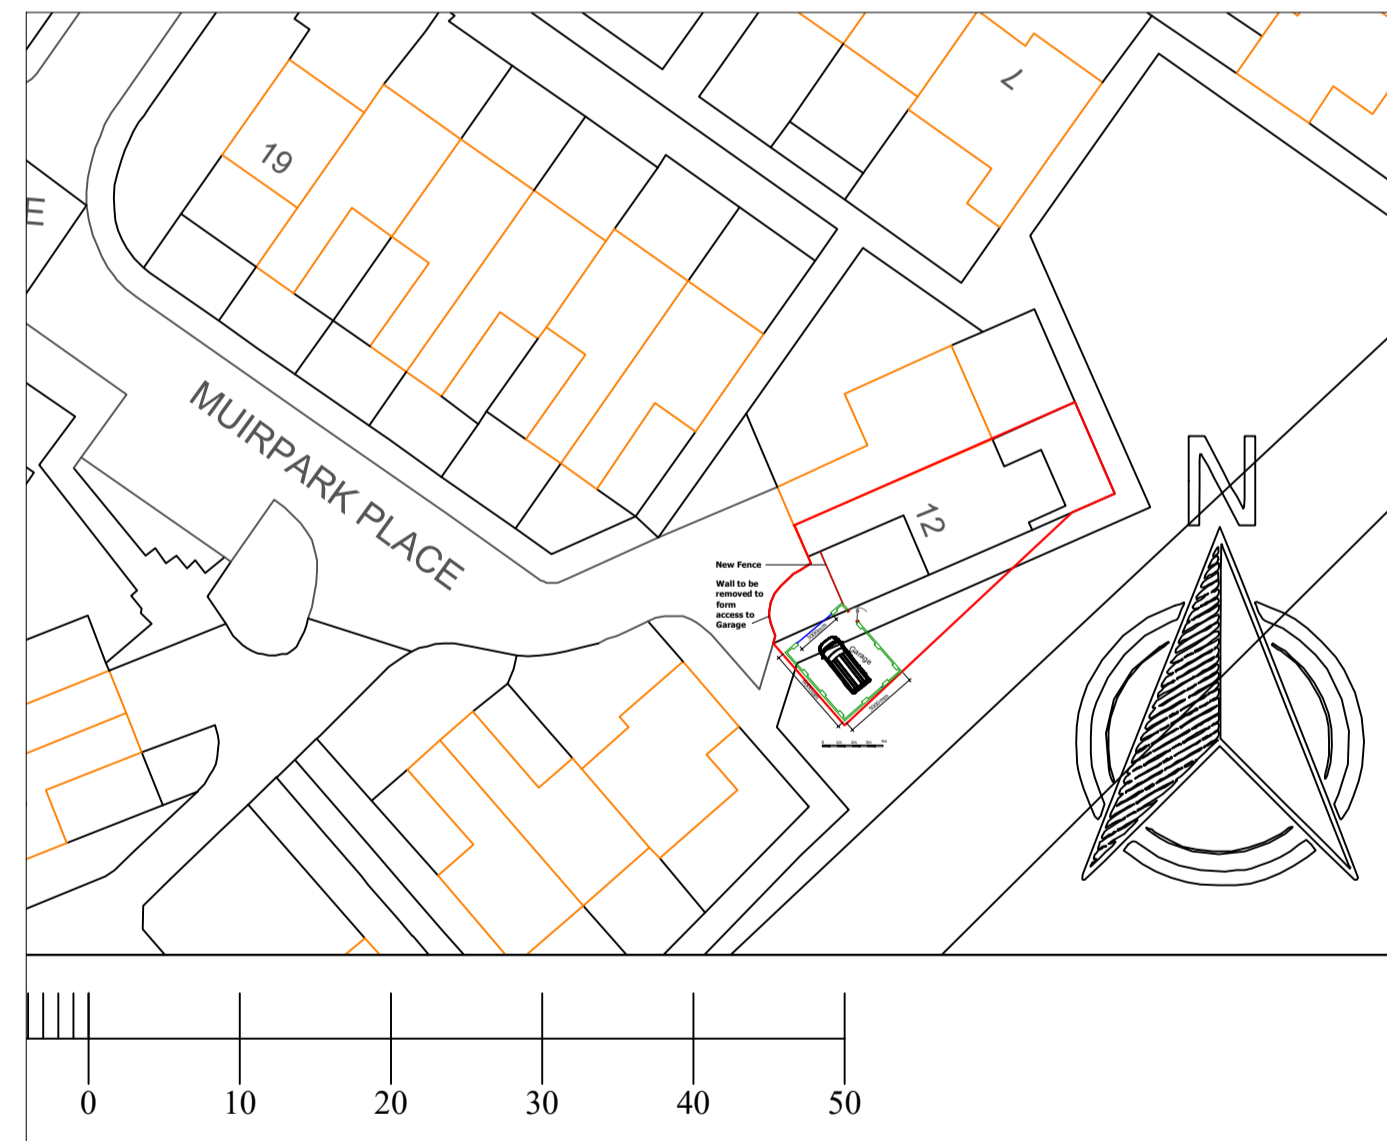 7
19
E
MUIRPARK PLACE
N
12
New Fence
Wall to be
removed to
form
access to
Garage
Garage
0 10 20 30 40 50